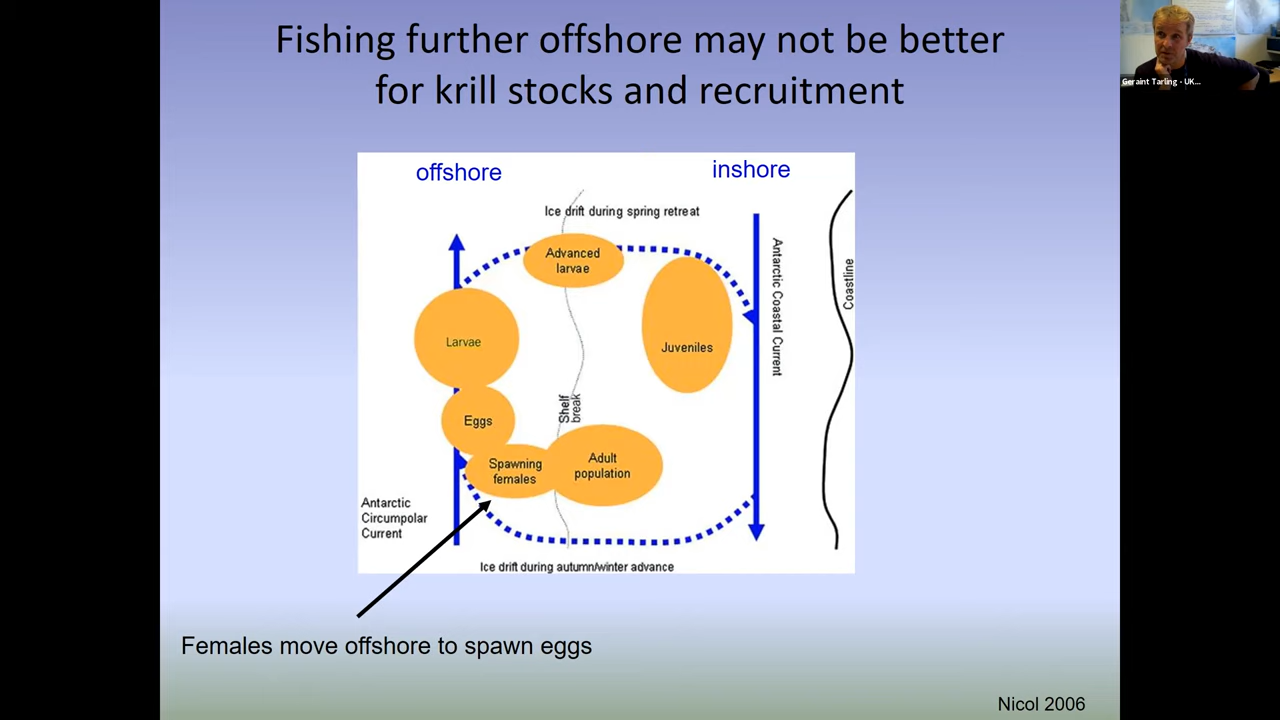 Fishing further offshore may not be better
for krill stocks and recruitment
Geraint Tarling - UK...
offshore
inshore
Ice drift during spring retreat
Advanced
larvae
Antarctic Coastal Current
Coastline
Larvae
Juveniles
Shelf
break
Eggs
Spawning
females
Adult
population
Antarctic
Circumpolar
Current
Ice drift during autumn/winter advance
Females move offshore to spawn eggs
Nicol 2006